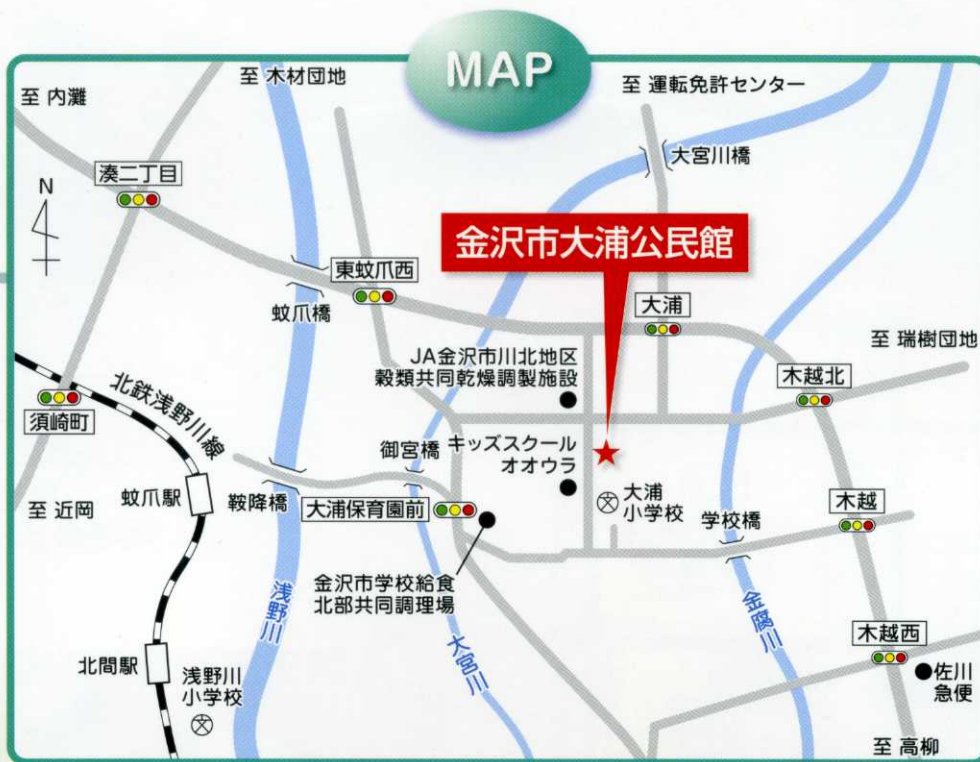 MAP
至 内灘
至 木材団地
至 運転免許センター
大宮川橋
湊二丁目
N
金沢市大浦公民館
東蚊爪西
蚊爪橋
大浦
至 瑞樹団地
JA金沢市川北地区
穀類共同乾燥調製施設
木越北
北鉄浅野川線
須崎町
御宮橋
キッズスクール
オオウラ
蚊爪駅
至 近岡
鞍降橋
大浦保育園前
大浦
小学校
学校橋
木越
金沢市学校給食
北部共同調理場
浅野川
大宮川
金腐川
木越西
北間駅
浅野川
小学校
佐川
急便
至 高柳